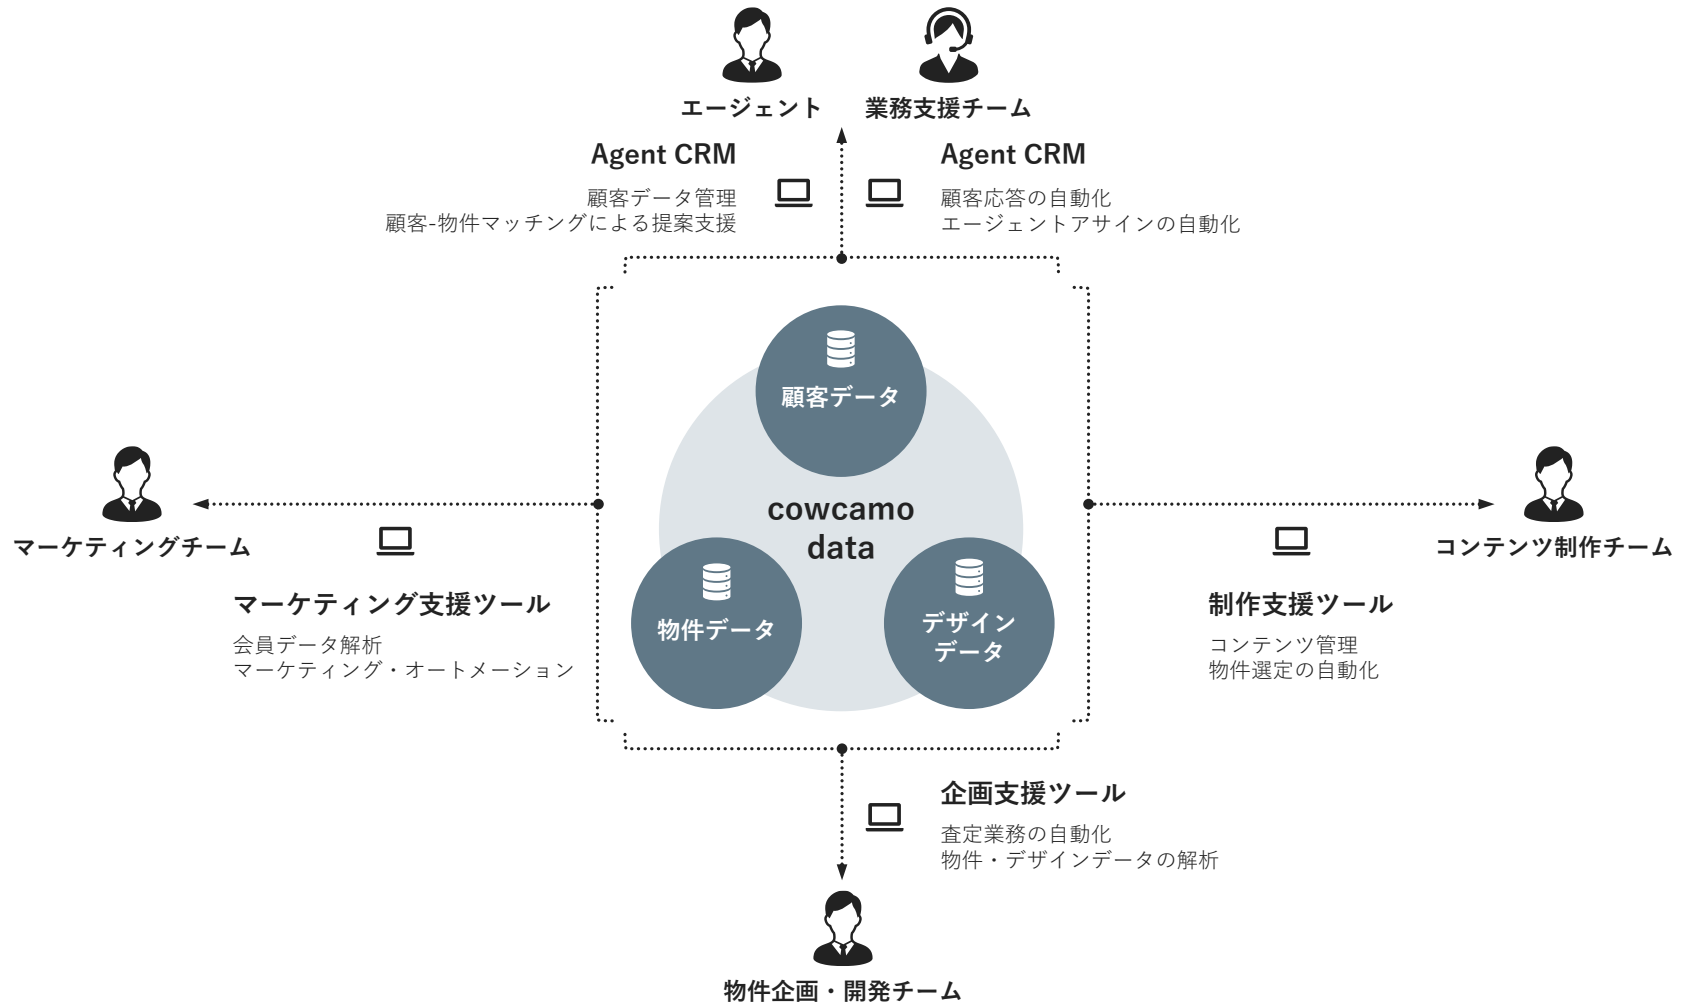 エージェント
業務支援チーム
Agent CRM
顧客データ管理
顧客-物件マッチングによる提案支援
Agent CRM
顧客応答の自動化
エージェントアサインの自動化
顧客データ
cowcamo
data
物件データ
デザイン
データ
マーケティングチーム
マーケティング支援ツール
会員データ解析
マーケティング・オートメーション
コンテンツ制作チーム
制作支援ツール
コンテンツ管理
物件選定の自動化
企画支援ツール
査定業務の自動化
物件・デザインデータの解析
物件企画・開発チーム